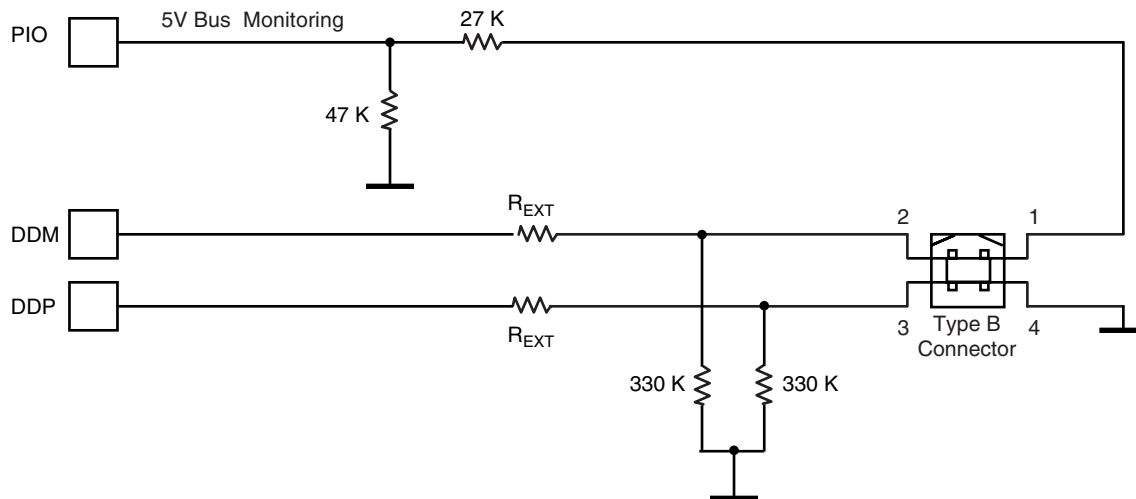 PIO
5V Bus Monitoring
27 K
47 K
DDM
R_EXT
2
1
DDP
R_EXT
3
Type B
Connector
4
330 K
330 K